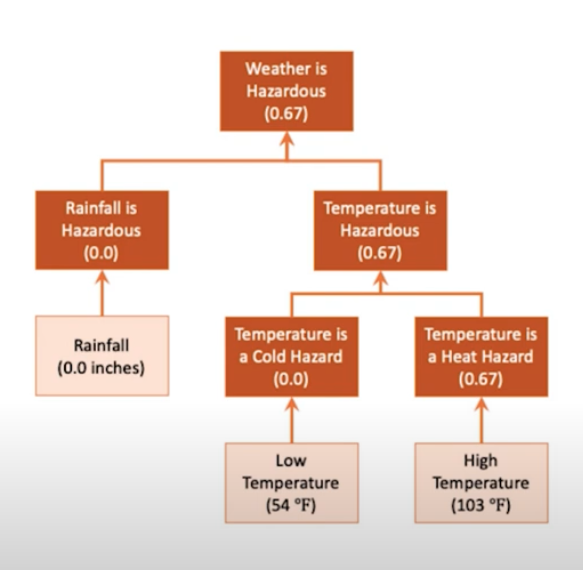 Weather is
Hazardous
(0.67)
Rainfall is
Hazardous
(0.0)
Temperature is
Hazardous
(0.67)
Rainfall
(0.0 inches)
Temperature is
a Cold Hazard
(0.0)
Temperature is
a Heat Hazard
(0.67)
Low
Temperature
(54 °F)
High
Temperature
(103 °F)